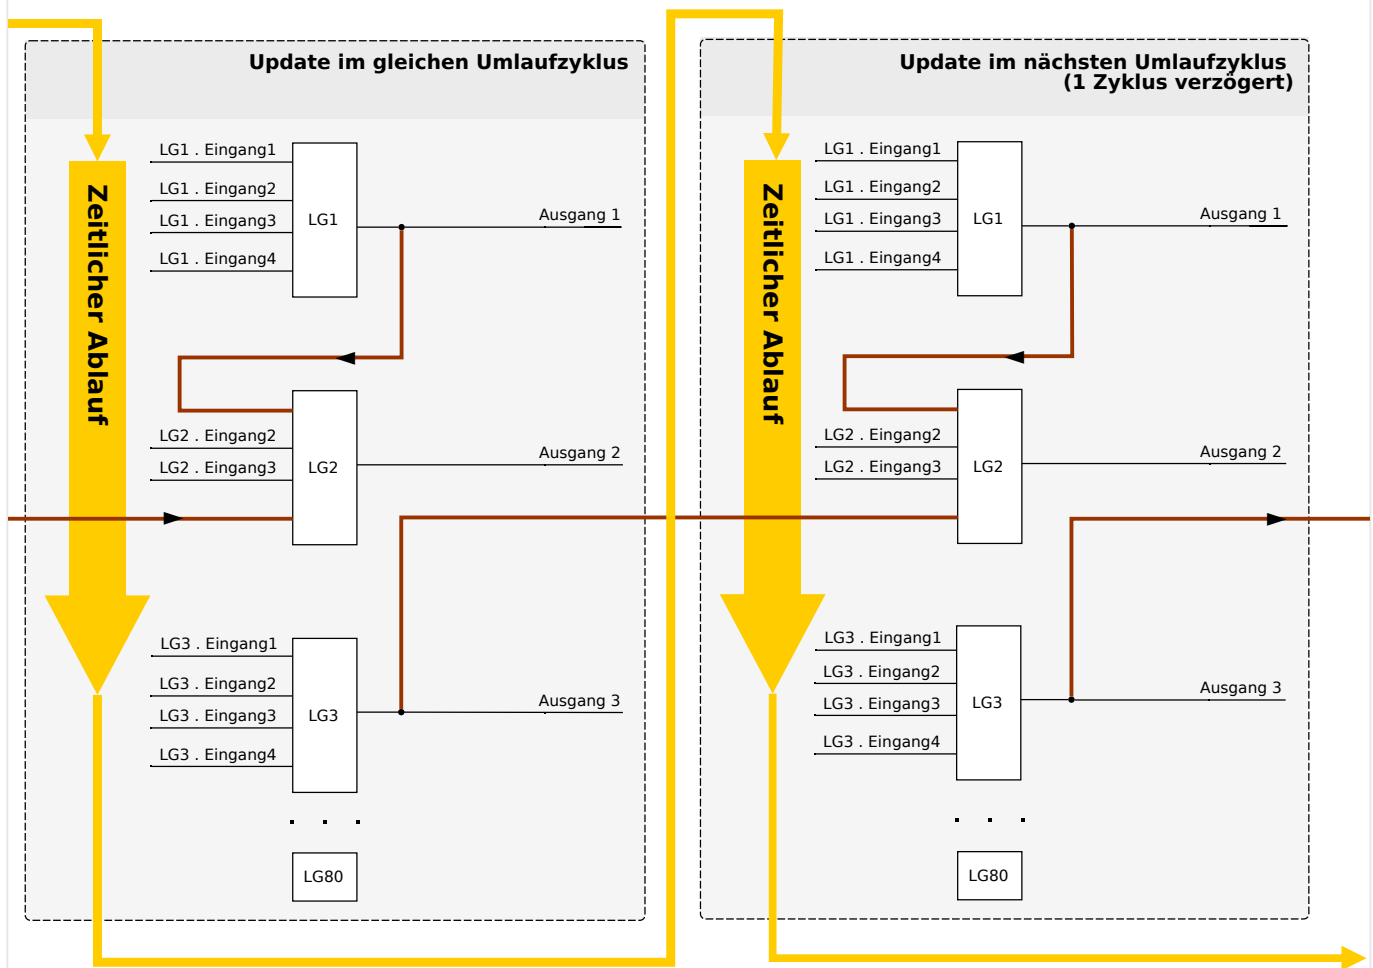 Update im gleichen Umlaufzyklus
Zeitlicher Ablauf
LG1 . Eingang1
LG1 . Eingang2
LG1 . Eingang3
LG1 . Eingang4
LG1
Ausgang 1
LG2 . Eingang2
LG2 . Eingang3
LG2
Ausgang 2
LG3 . Eingang1
LG3 . Eingang2
LG3 . Eingang3
LG3 . Eingang4
LG3
Ausgang 3
. . .
LG80
Update im nächsten Umlaufzyklus
(1 Zyklus verzögert)
Zeitlicher Ablauf
LG1 . Eingang1
LG1 . Eingang2
LG1 . Eingang3
LG1 . Eingang4
LG1
Ausgang 1
LG2 . Eingang2
LG2 . Eingang3
LG2
Ausgang 2
LG3 . Eingang1
LG3 . Eingang2
LG3 . Eingang3
LG3 . Eingang4
LG3
Ausgang 3
. . .
LG80